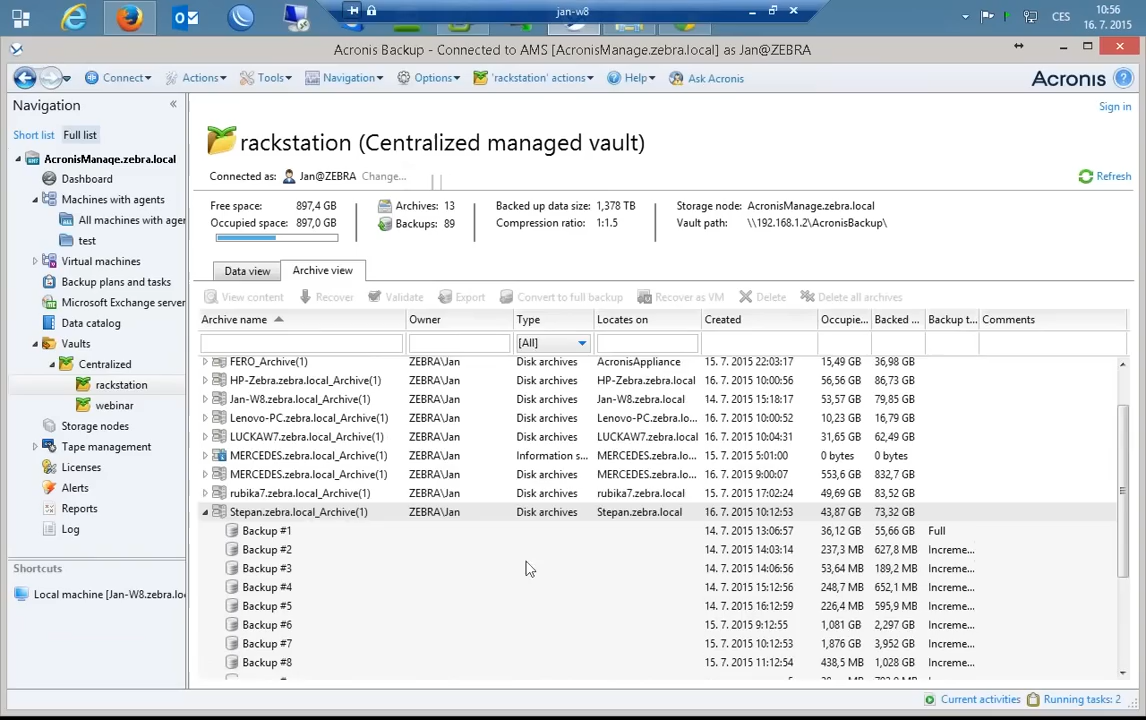 jan-w8
CES
10:56
16. 7. 2015
Acronis Backup - Connected to AMS [AcronisManage.zebra.local] as Jan@ZEBRA
Connect Actions Tools Navigation Options 'rackstation' actions Help Ask Acronis Acronis
Navigation
Short list Full list
AcronisManage.zebra.local
Dashboard
Machines with agents
All machines with ager
test
Virtual machines
Backup plans and tasks
Microsoft Exchange server
Data catalog
Vaults
Centralized
rackstation
webinar
Storage nodes
Tape management
Licenses
Alerts
Reports
Log
Shortcuts
Local machine [Jan-W8.zebra.lo
Sign in
rackstation (Centralized managed vault)
Connected as: Jan@ZEBRA Change...
Refresh
Free space: 897,4 GB Archives: 13 Backed up data size: 1,378 TB Storage node: AcronisManage.zebra.local
Occupied space: 897,0 GB Backups: 89 Compression ratio: 1:1.5 Vault path: \\192.168.1.2\AcronisBackup\
Data view Archive view
View content Recover Validate Export Convert to full backup Recover as VM Delete Delete all archives
Archive name Owner Type Locates on Created Occupie... Backed ... Backup t... Comments
[All]
FERO_Archive(1) ZEBRA\Jan Disk archives AcronisAppliance 15. 7. 2015 22:03:17 15,49 GB 36,98 GB
HP-Zebra.zebra.local_Archive(1) ZEBRA\Jan Disk archives HP-Zebra.zebra.local 16. 7. 2015 10:00:56 56,56 GB 86,73 GB
Jan-W8.zebra.local_Archive(1) ZEBRA\Jan Disk archives Jan-W8.zebra.local 14. 7. 2015 15:18:17 53,57 GB 79,85 GB
Lenovo-PC.zebra.local_Archive(1) ZEBRA\Jan Disk archives Lenovo-PC.zebra.lo... 16. 7. 2015 10:00:52 10,23 GB 16,79 GB
LUCKAW7.zebra.local_Archive(1) ZEBRA\Jan Disk archives LUCKAW7.zebra.local 16. 7. 2015 10:04:31 31,65 GB 62,49 GB
MERCEDES.zebra.local_Archive(1) ZEBRA\Jan Information s... MERCEDES.zebra.lo... 15. 7. 2015 5:01:00 0 bytes 0 bytes
MERCEDES.zebra.local_Archive(1) ZEBRA\Jan Disk archives MERCEDES.zebra.lo... 16. 7. 2015 9:00:07 553,6 GB 832,7 GB
rubika7.zebra.local_Archive(1) ZEBRA\Jan Disk archives rubika7.zebra.local 15. 7. 2015 17:02:24 49,69 GB 83,52 GB
Stepan.zebra.local_Archive(1) ZEBRA\Jan Disk archives Stepan.zebra.local 16. 7. 2015 10:12:53 43,87 GB 73,32 GB
Backup #1 14. 7. 2015 13:06:57 36,12 GB 55,66 GB Full
Backup #2 14. 7. 2015 14:03:14 237,3 MB 627,8 MB Increme...
Backup #3 14. 7. 2015 14:06:56 53,64 MB 189,2 MB Increme...
Backup #4 14. 7. 2015 15:12:56 248,7 MB 652,1 MB Increme...
Backup #5 14. 7. 2015 16:12:59 226,4 MB 595,9 MB Increme...
Backup #6 15. 7. 2015 9:12:55 1,081 GB 2,297 GB Increme...
Backup #7 15. 7. 2015 10:12:53 1,876 GB 3,952 GB Increme...
Backup #8 15. 7. 2015 11:12:54 438,5 MB 1,028 GB Increme...
Current activities Running tasks: 2